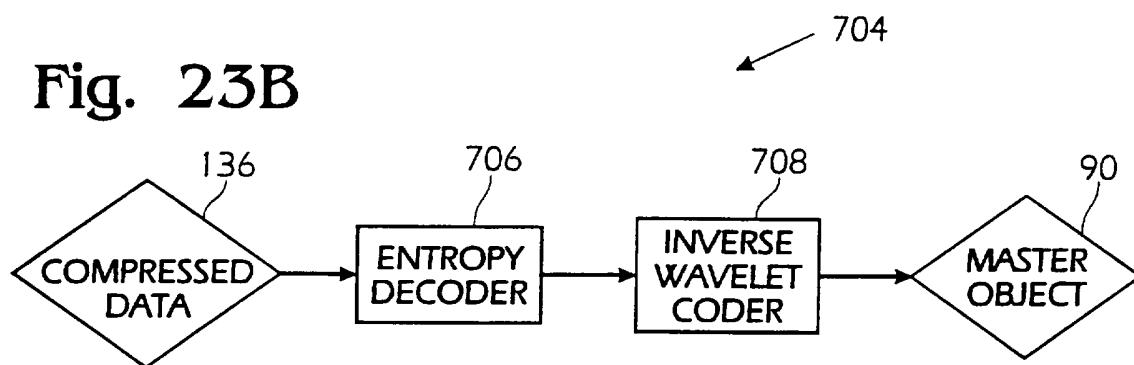 704
Fig. 23B
136
706
708
90
COMPRESSED
DATA
ENTROPY
DECODER
INVERSE
WAVELET
CODER
MASTER
OBJECT